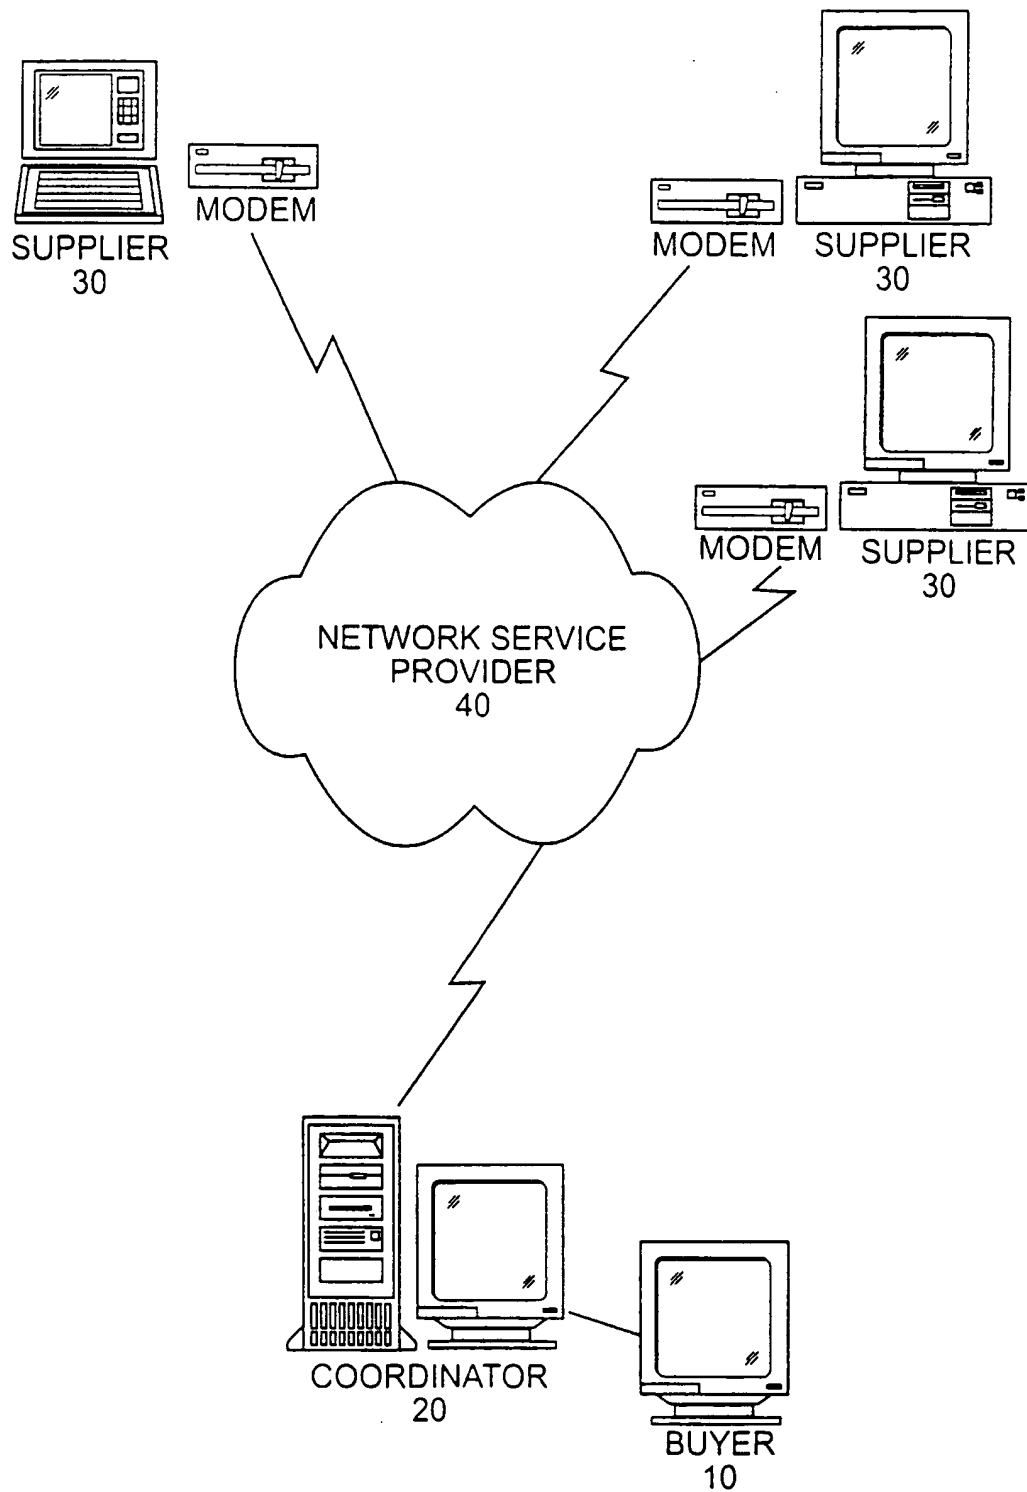 MODEM
SUPPLIER
30
MODEM
SUPPLIER
30
MODEM
SUPPLIER
30
NETWORK SERVICE
PROVIDER
40
COORDINATOR
20
BUYER
10